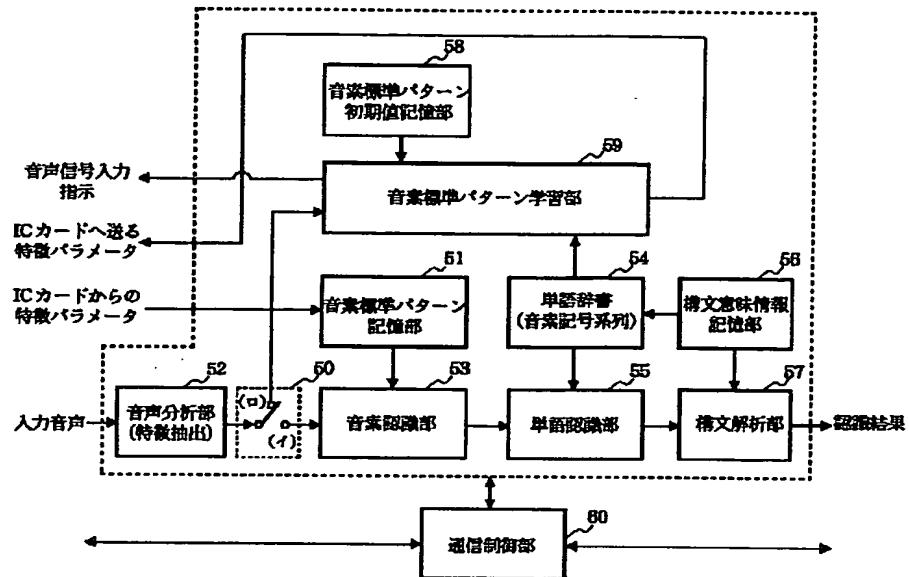 58
音素標準パターン
初期値記憶部
59
音声信号入力
指示
音素標準パターン学習部
ICカードへ送る
特徴パラメータ
51
54
56
ICカードからの
特徴パラメータ
音素標準パターン
記憶部
単語辞書
(音素記号系列)
構文意味情報
記憶部
52
50
53
55
57
入力音声
音声分析部
(特徴抽出)
(ロ)
(イ)
音素認識部
単語認識部
構文解析部
認識結果
60
通信制御部